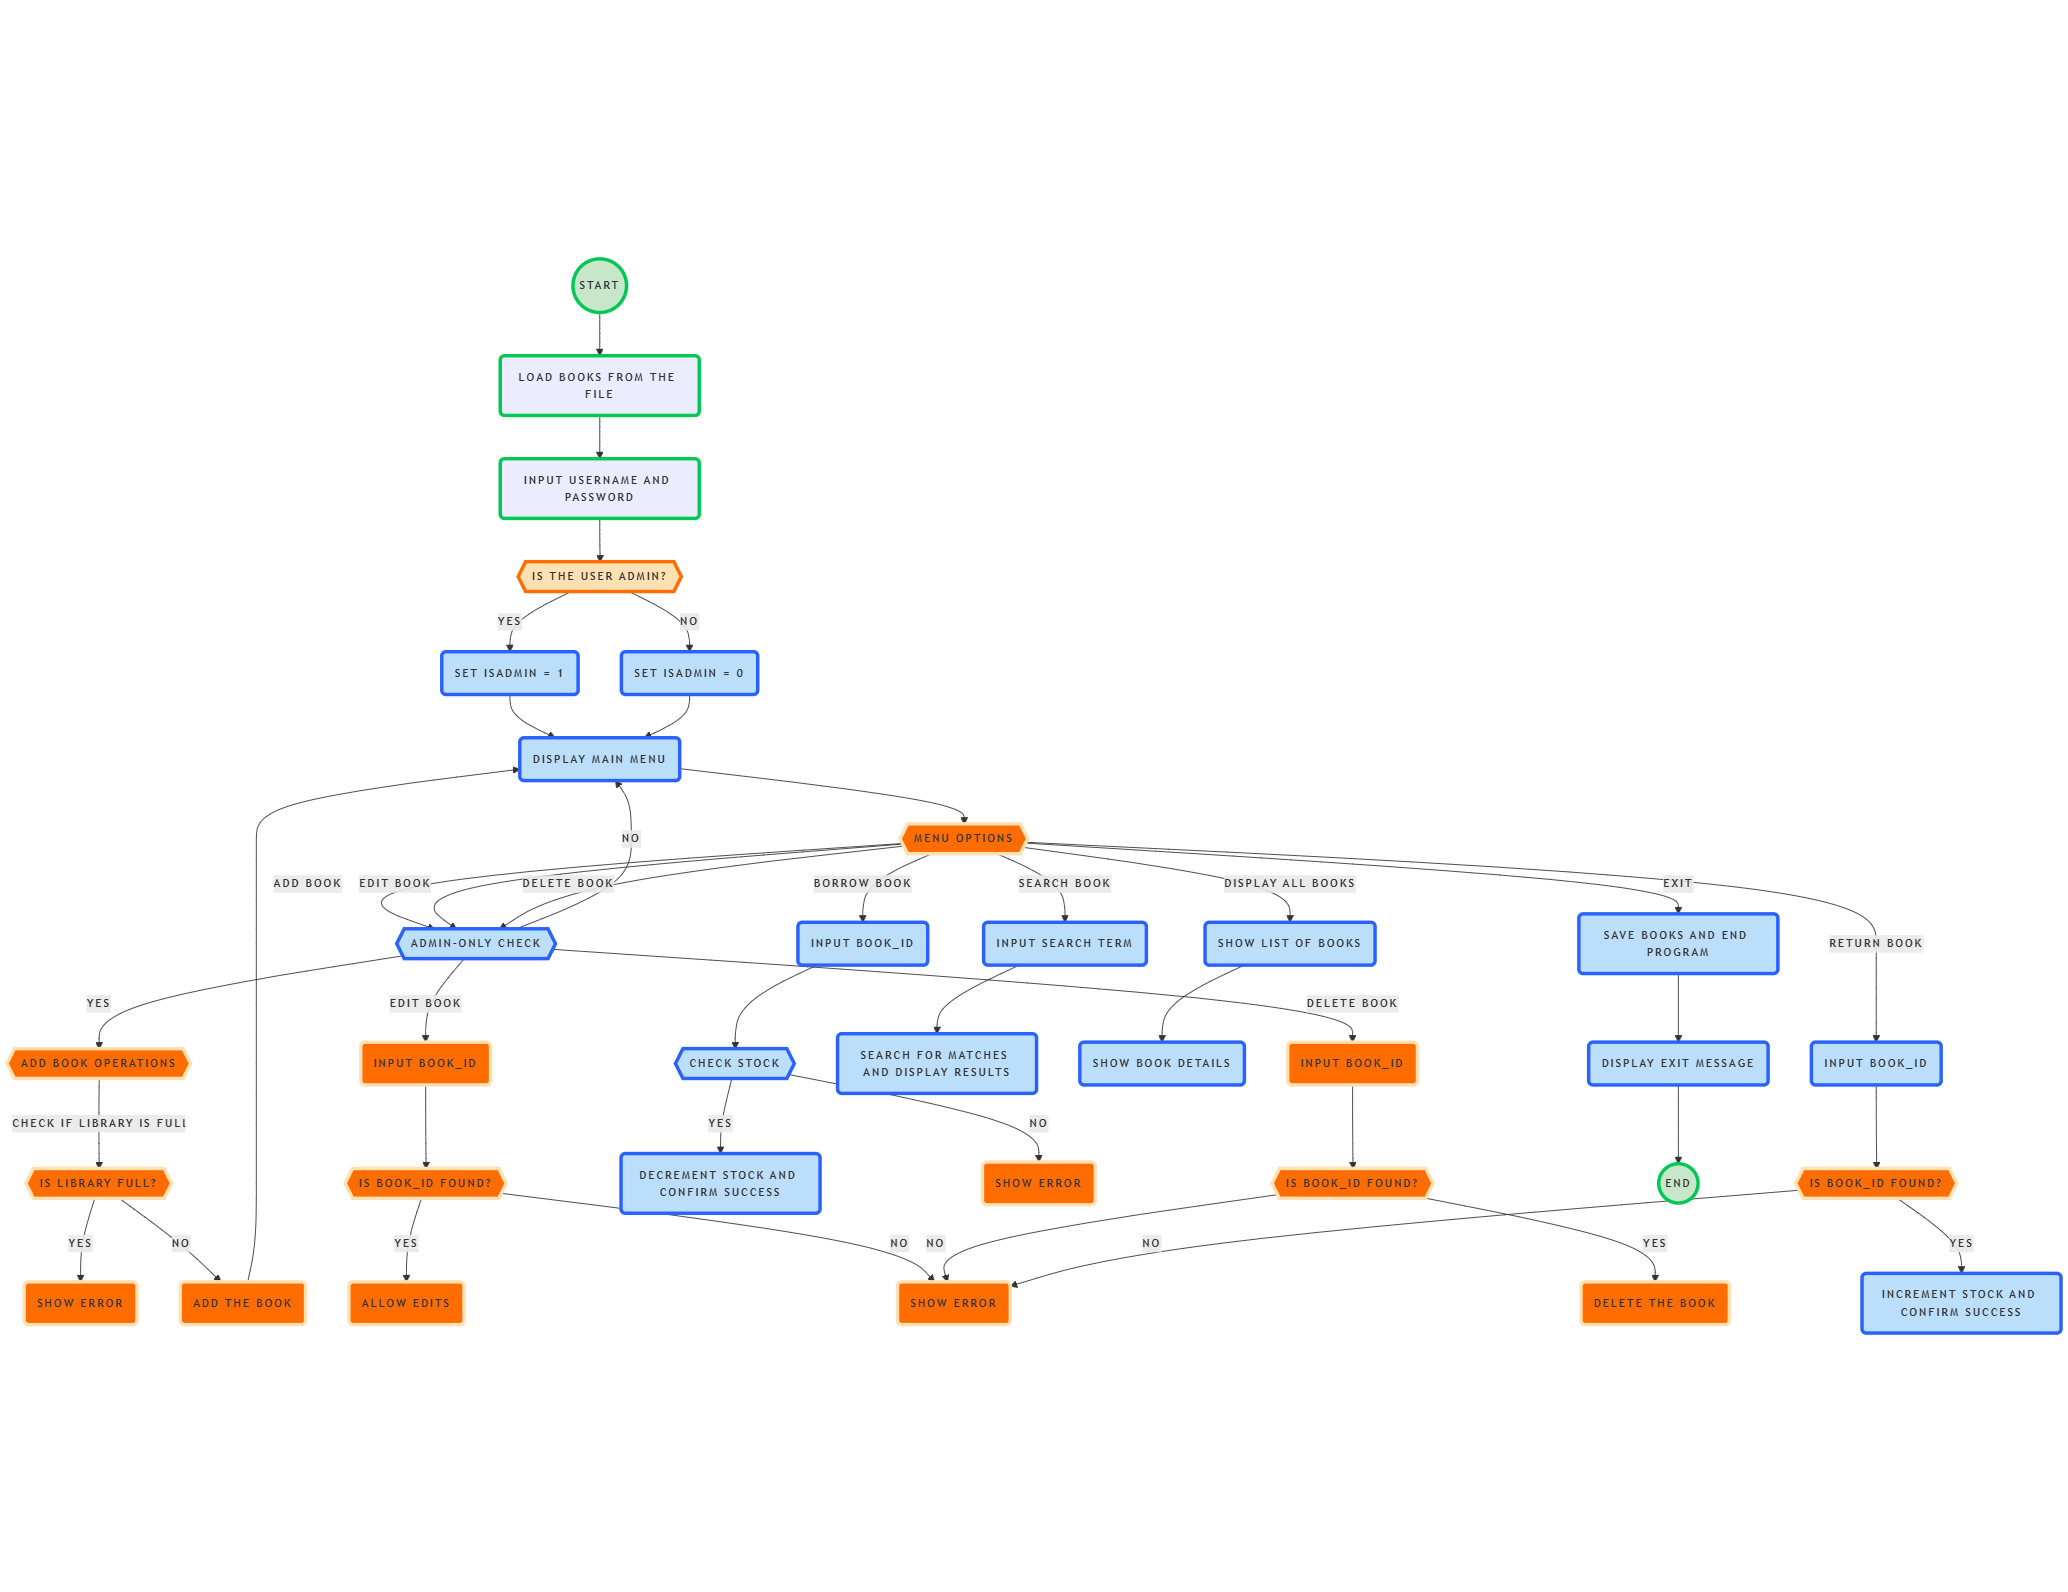 START
LOAD BOOKS FROM THE
FILE
INPUT USERNAME AND
PASSWORD
IS THE USER ADMIN?
YES
NO
SET ISADMIN = 1
SET ISADMIN = 0
DISPLAY MAIN MENU
NO
MENU OPTIONS
ADD BOOK
EDIT BOOK
DELETE BOOK
BORROW BOOK
SEARCH BOOK
DISPLAY ALL BOOKS
EXIT
ADMIN-ONLY CHECK
INPUT BOOK_ID
INPUT SEARCH TERM
SHOW LIST OF BOOKS
SAVE BOOKS AND END
PROGRAM
RETURN BOOK
YES
EDIT BOOK
DELETE BOOK
ADD BOOK OPERATIONS
INPUT BOOK_ID
CHECK STOCK
SEARCH FOR MATCHES
AND DISPLAY RESULTS
SHOW BOOK DETAILS
INPUT BOOK_ID
DISPLAY EXIT MESSAGE
INPUT BOOK_ID
CHECK IF LIBRARY IS FULL
YES
NO
IS LIBRARY FULL?
IS BOOK_ID FOUND?
DECREMENT STOCK AND
CONFIRM SUCCESS
SHOW ERROR
IS BOOK_ID FOUND?
END
IS BOOK_ID FOUND?
YES
NO
YES
NO
NO
NO
YES
YES
SHOW ERROR
ADD THE BOOK
ALLOW EDITS
SHOW ERROR
DELETE THE BOOK
INCREMENT STOCK AND
CONFIRM SUCCESS